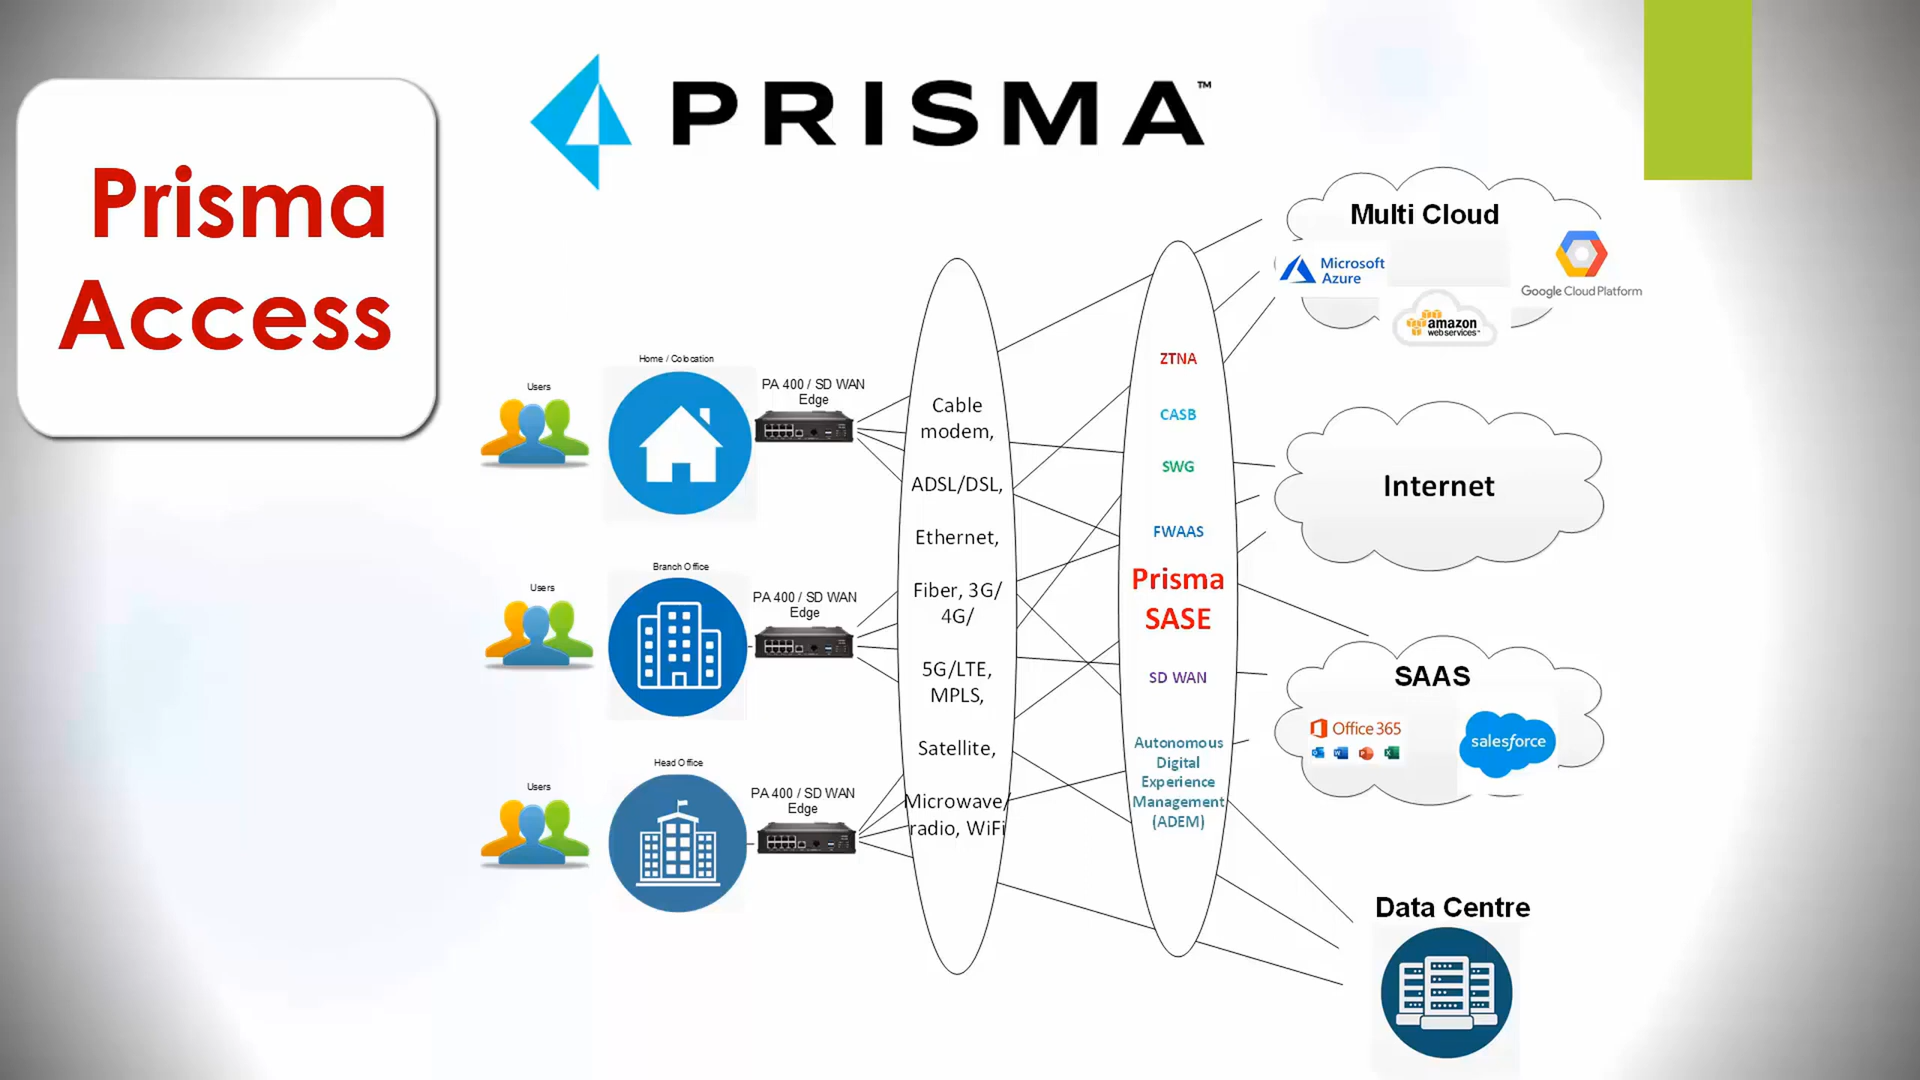 PRISMA™
Prisma
Access
Multi Cloud
Microsoft
Azure
Google Cloud Platform
amazon
webservices™
Home / Colocation
Users
PA 400 / SD WAN
Edge
Branch Office
Users
PA 400 / SD WAN
Edge
Head Office
Users
PA 400 / SD WAN
Edge
Cable
modem,
ADSL/DSL,
Ethernet,
Fiber, 3G/
4G/
5G/LTE,
MPLS,
Satellite,
Microwave/
radio, WiFi
ZTNA
CASB
SWG
FWAAS
Prisma
SASE
SD WAN
Autonomous
Digital
Experience
Management
(ADEM)
Internet
SAAS
Office 365
salesforce
Data Centre